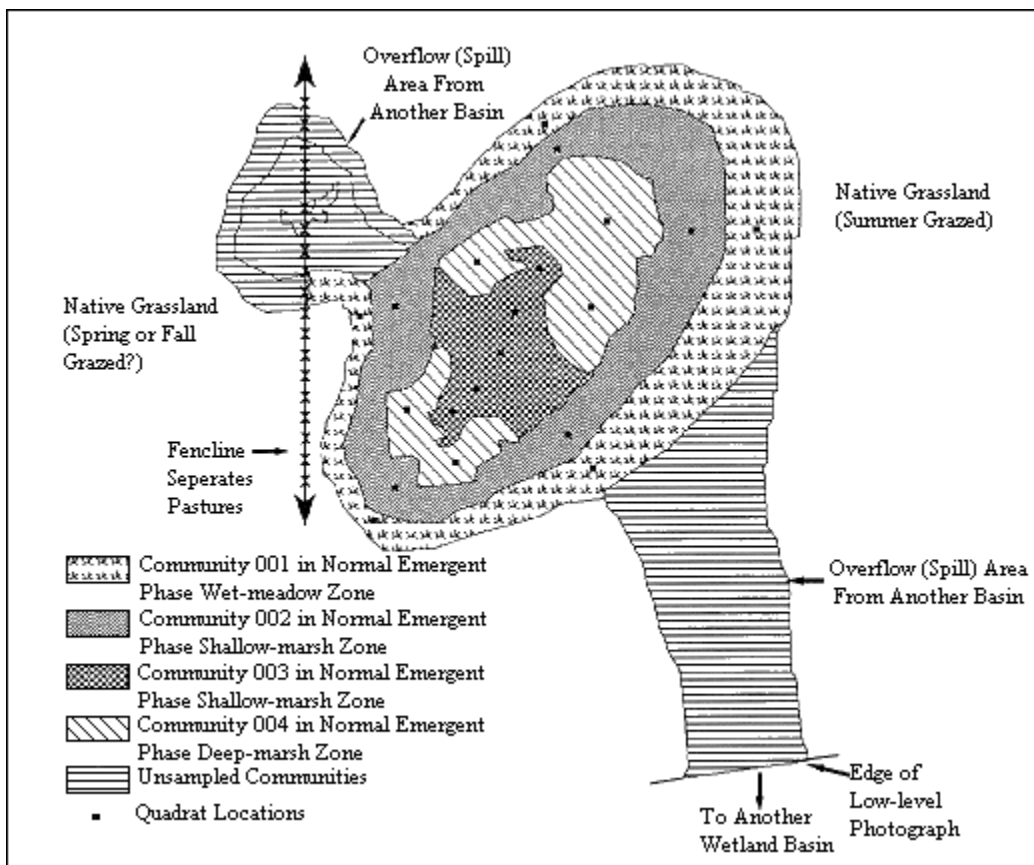 Overflow (Spill)
Area From
Another Basin
Native Grassland
(Summer Grazed)
Native Grassland
(Spring or Fall
Grazed?)
Fencline
Seperates
Pastures
Community 001 in Normal Emergent
Phase Wet-meadow Zone
Community 002 in Normal Emergent
Phase Shallow-marsh Zone
Community 003 in Normal Emergent
Phase Shallow-marsh Zone
Community 004 in Normal Emergent
Phase Deep-marsh Zone
Unsampled Communities
Quadrat Locations
Overflow (Spill) Area
From Another Basin
To Another
Wetland Basin
Edge of
Low-level
Photograph